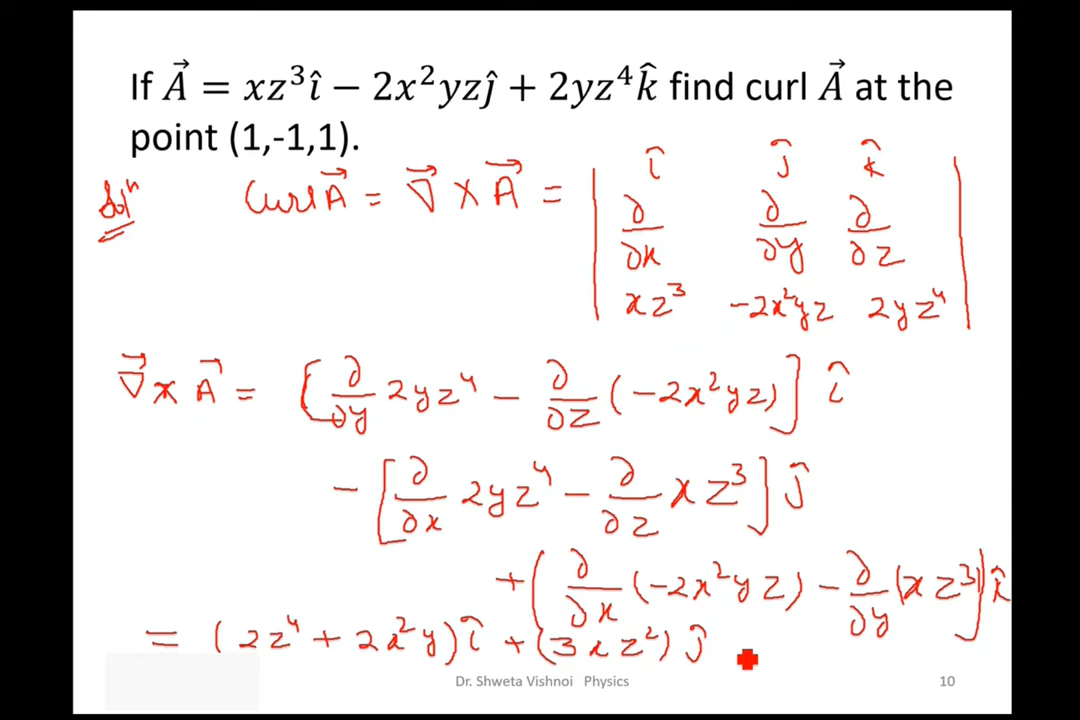 If A⃗ = xz³î − 2x²yzĵ + 2yz⁴k̂ find curl A⃗ at the
point (1,-1,1).
Solⁿ Curl A⃗ = ∇⃗ × A⃗ = | î ĵ k̂
∂/∂x ∂/∂y ∂/∂z
xz³ -2x²yz 2yz⁴ |
∇⃗ × A⃗ = [∂/∂y 2yz⁴ − ∂/∂z (−2x²yz)] î
− [∂/∂x 2yz⁴ − ∂/∂z xz³] ĵ
+ [∂/∂x (−2x²yz) − ∂/∂y (xz³)] k̂
= (2z⁴ + 2x²y) î + (3xz²) ĵ
Dr. Shweta Vishnoi Physics 10